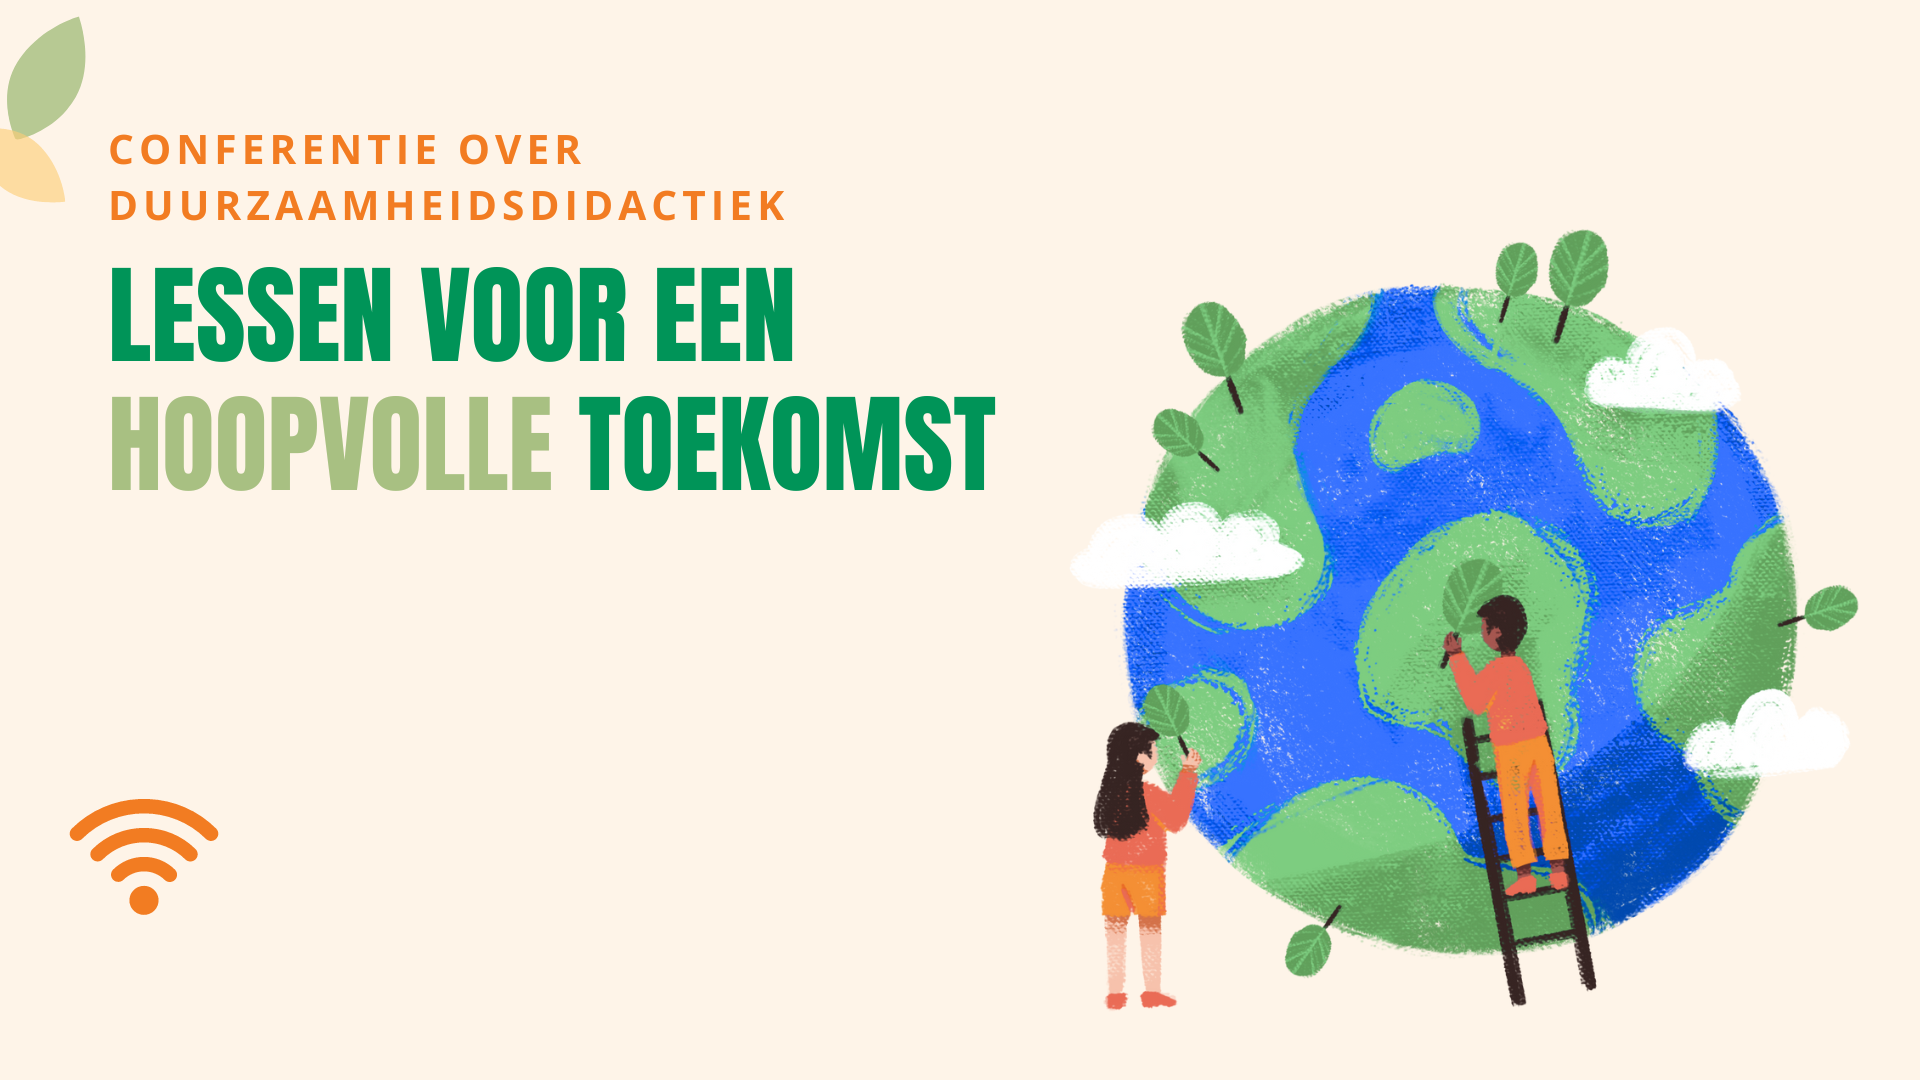 CONFERENTIE OVER
DUURZAAMHEIDSDIDACTIEK
LESSEN VOOR EEN
HOOPVOLLE TOEKOMST